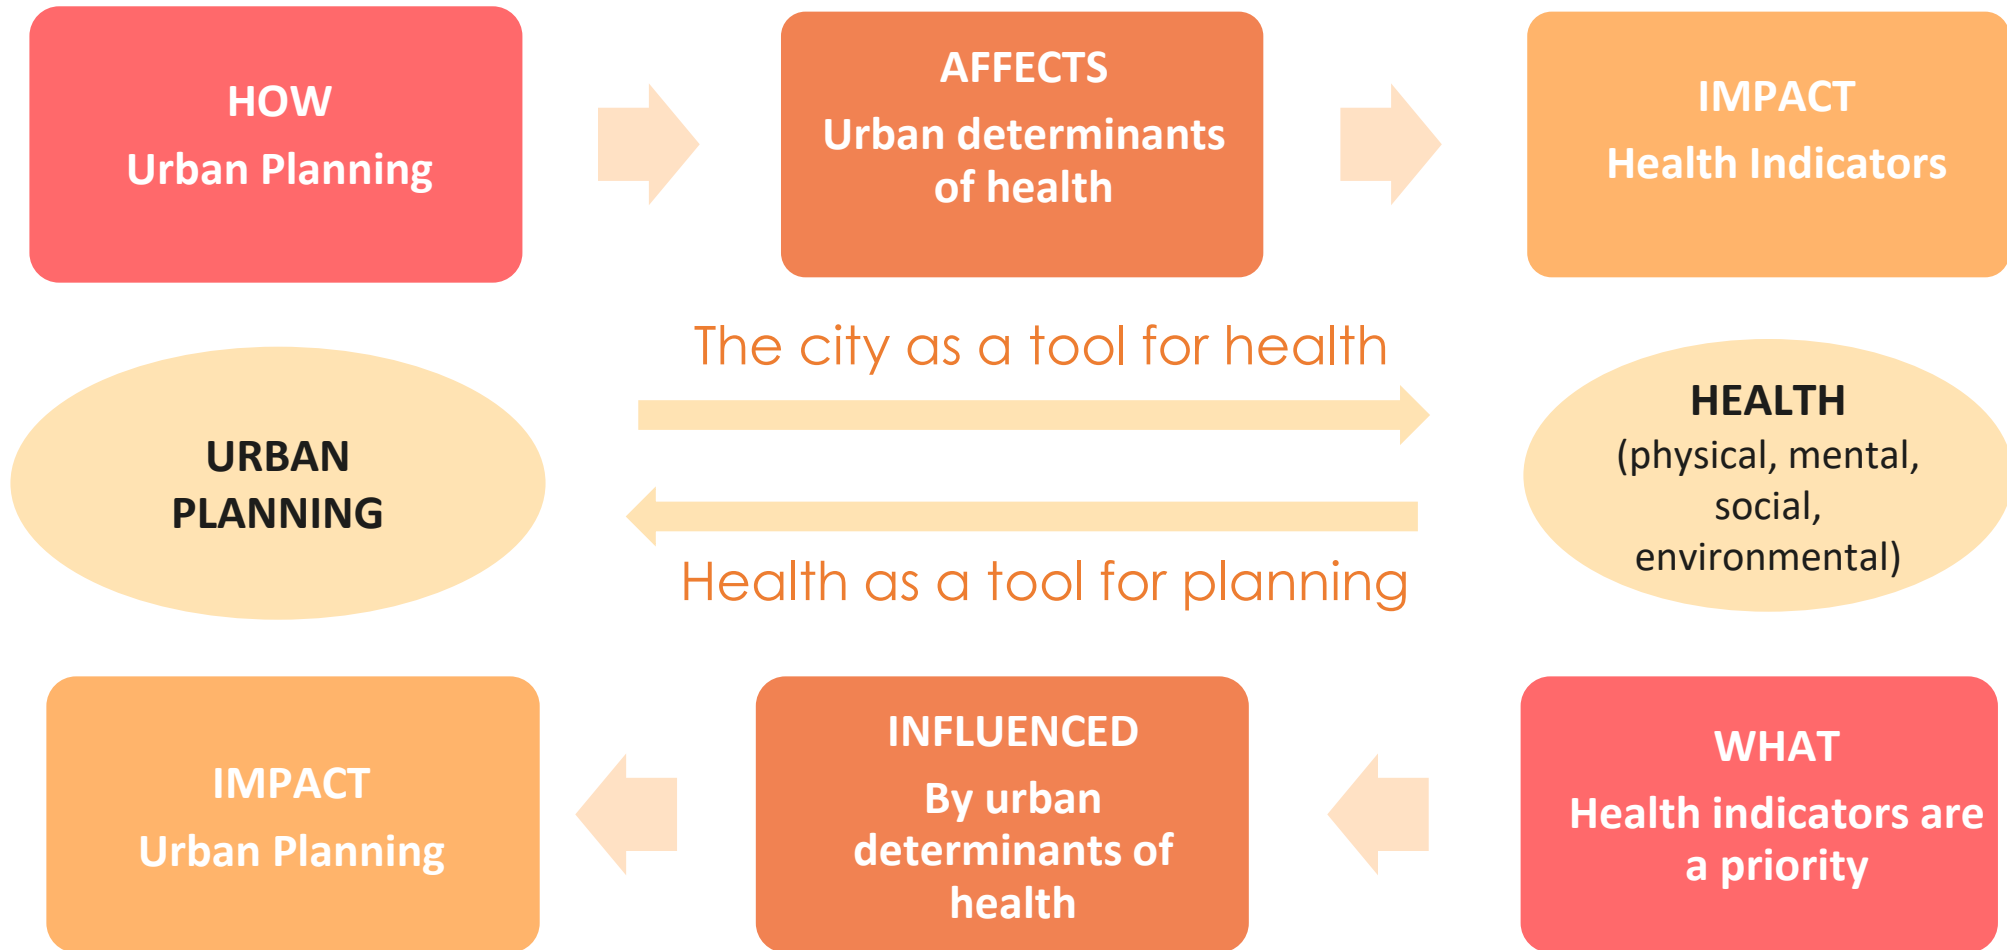 HOW
Urban Planning
AFFECTS
Urban determinants
of health
IMPACT
Health Indicators
The city as a tool for health
URBAN
PLANNING
HEALTH
(physical, mental,
social,
environmental)
Health as a tool for planning
IMPACT
Urban Planning
INFLUENCED
By urban
determinants of
health
WHAT
Health indicators are
a priority